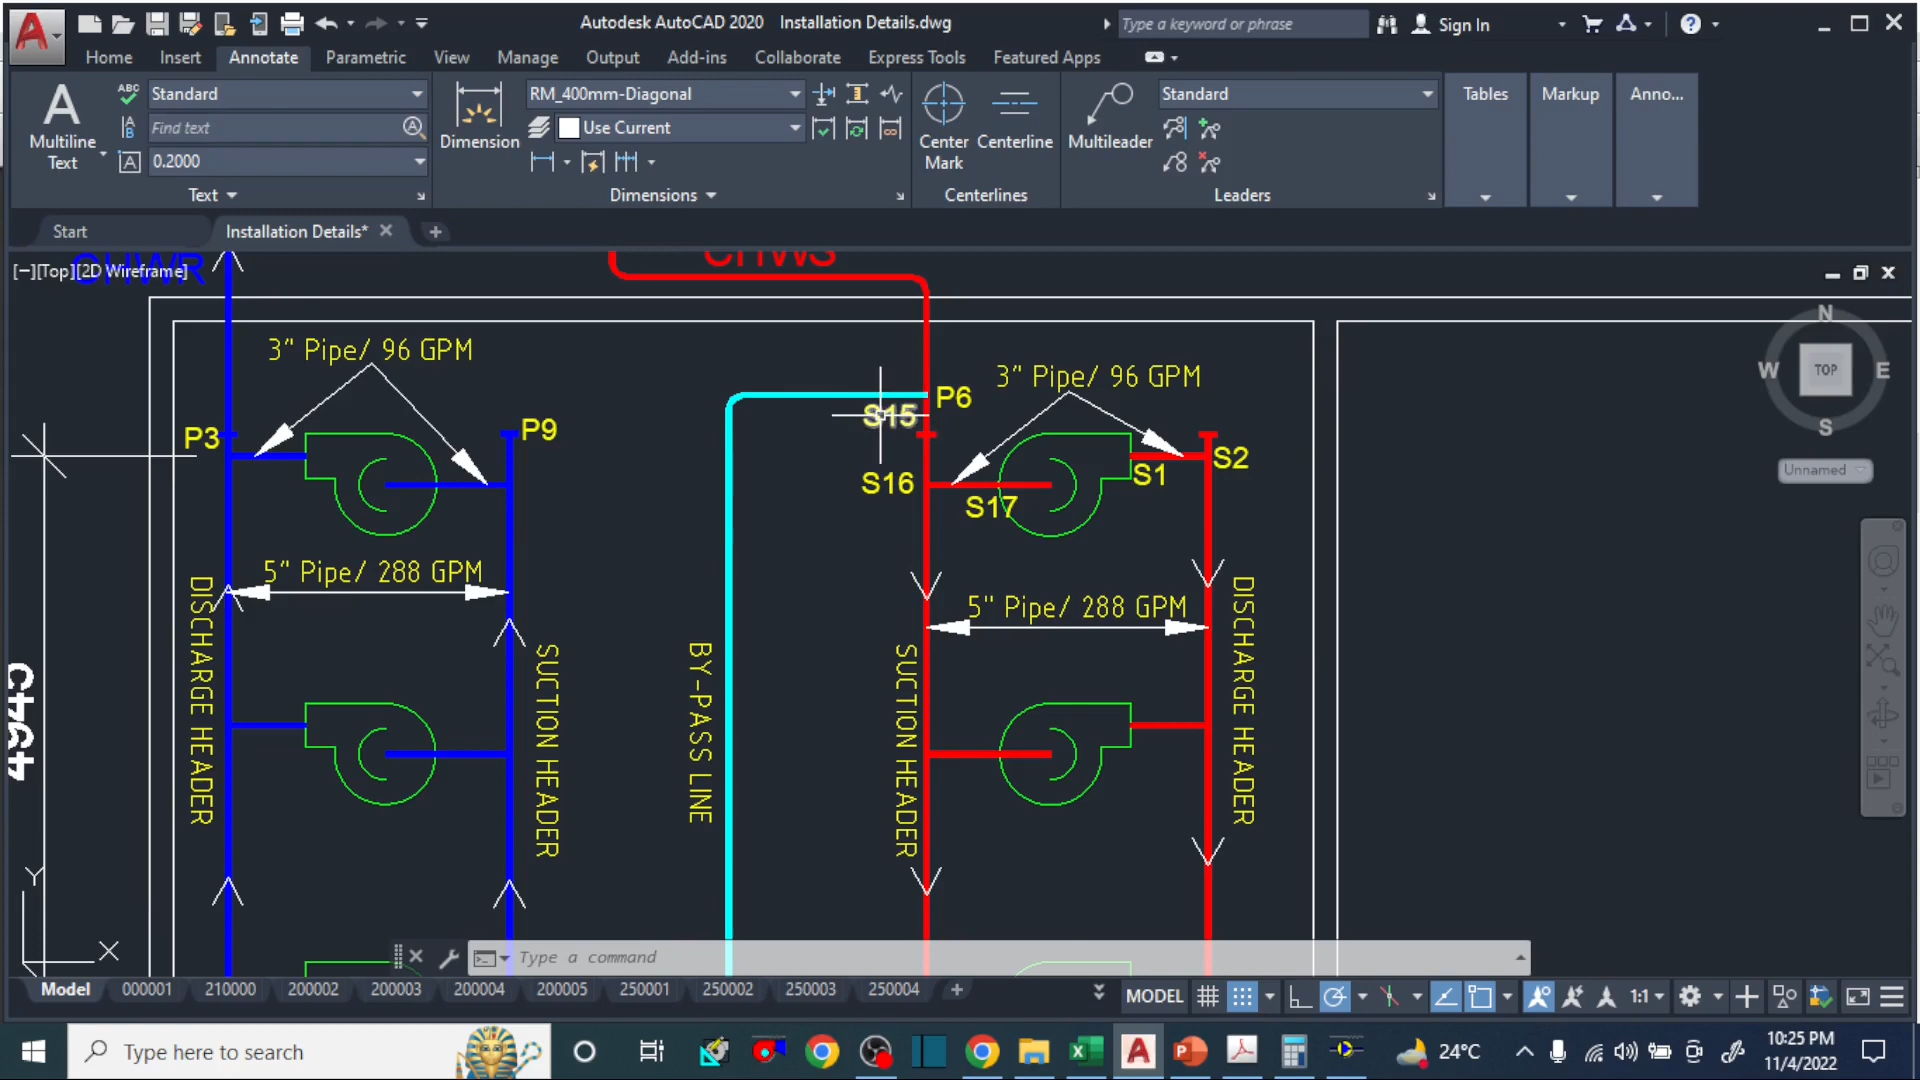 Autodesk AutoCAD 2020 Installation Details.dwg
Type a keyword or phrase
Sign In
Home Insert Annotate Parametric View Manage Output Add-ins Collaborate Express Tools Featured Apps
Multiline Text
ABC
Standard
Find text
0.2000
Text
Dimension
RM_400mm-Diagonal
Use Current
Dimensions
Center Mark
Centerline
Centerlines
Multileader
Standard
Leaders
Tables
Markup
Anno...
Start
Installation Details*
[−][Top][2D Wireframe]
CHWR
CHWS
N
W
TOP
E
S
Unnamed
3" Pipe/ 96 GPM
3" Pipe/ 96 GPM
P3
P9
P6
S15
S16
S17
S1
S2
5" Pipe/ 288 GPM
5" Pipe/ 288 GPM
DISCHARGE HEADER
SUCTION HEADER
BY-PASS LINE
SUCTION HEADER
DISCHARGE HEADER
Y
X
Type a command
Model 000001 210000 200002 200003 200004 200005 250001 250002 250003 250004
MODEL
1:1
Type here to search
24°C
10:25 PM
11/4/2022